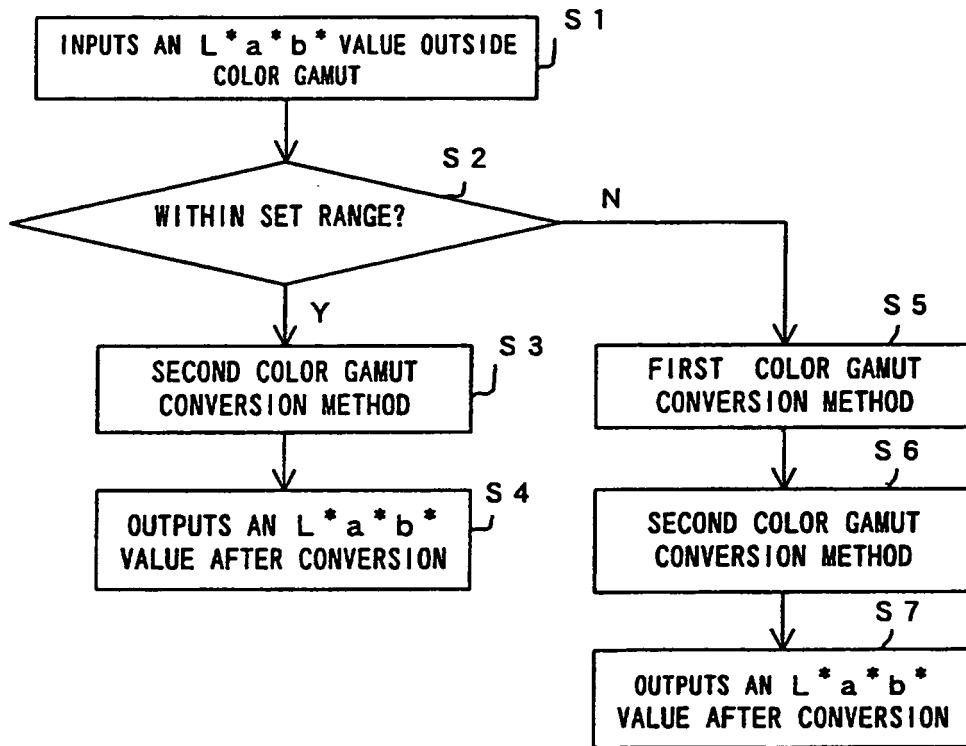 S 1
INPUTS AN L*a*b* VALUE OUTSIDE
COLOR GAMUT
S 2
WITHIN SET RANGE?
N
Y
S 3
SECOND COLOR GAMUT
CONVERSION METHOD
S 4
OUTPUTS AN L*a*b*
VALUE AFTER CONVERSION
S 5
FIRST COLOR GAMUT
CONVERSION METHOD
S 6
SECOND COLOR GAMUT
CONVERSION METHOD
S 7
OUTPUTS AN L*a*b*
VALUE AFTER CONVERSION